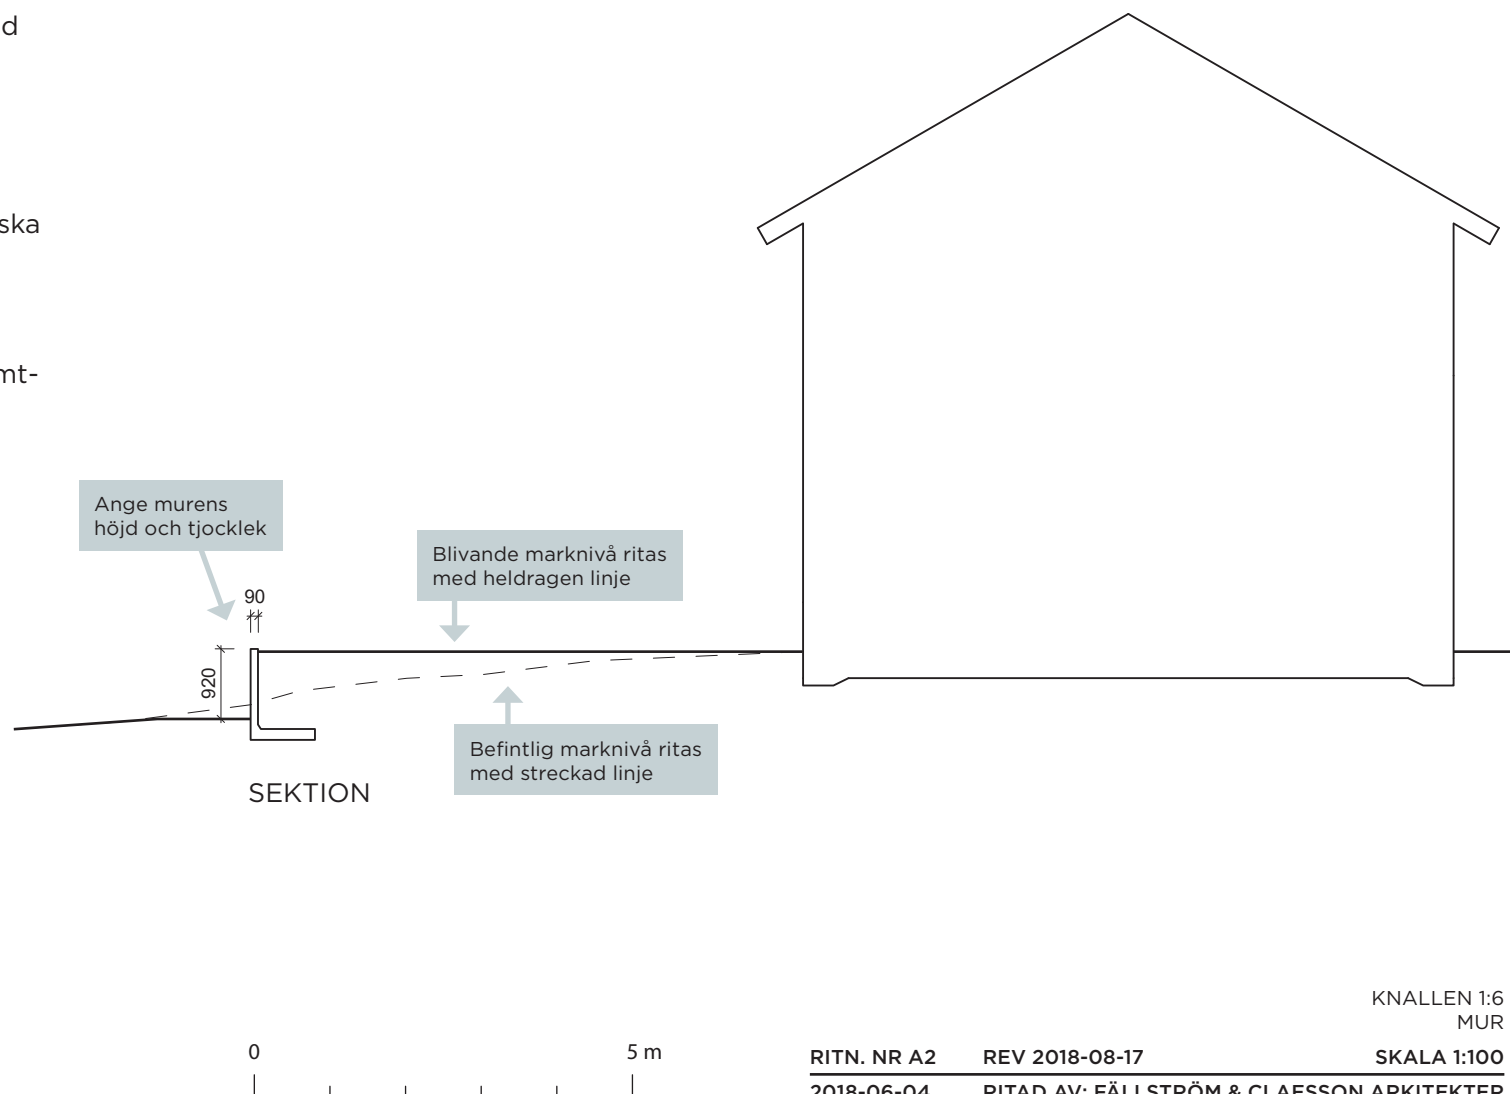 d
ska
mt-
Ange murens
höjd och tjocklek
Blivande marknivå ritas
med heldragen linje
90
920
Befintlig marknivå ritas
med streckad linje
SEKTION
KNALLEN 1:6
MUR
0 5 m
RITN. NR A2 REV 2018-08-17 SKALA 1:100
2018-06-04 RITAD AV: FÄLLSTRÖM & CLAESSON ARKITEKTER